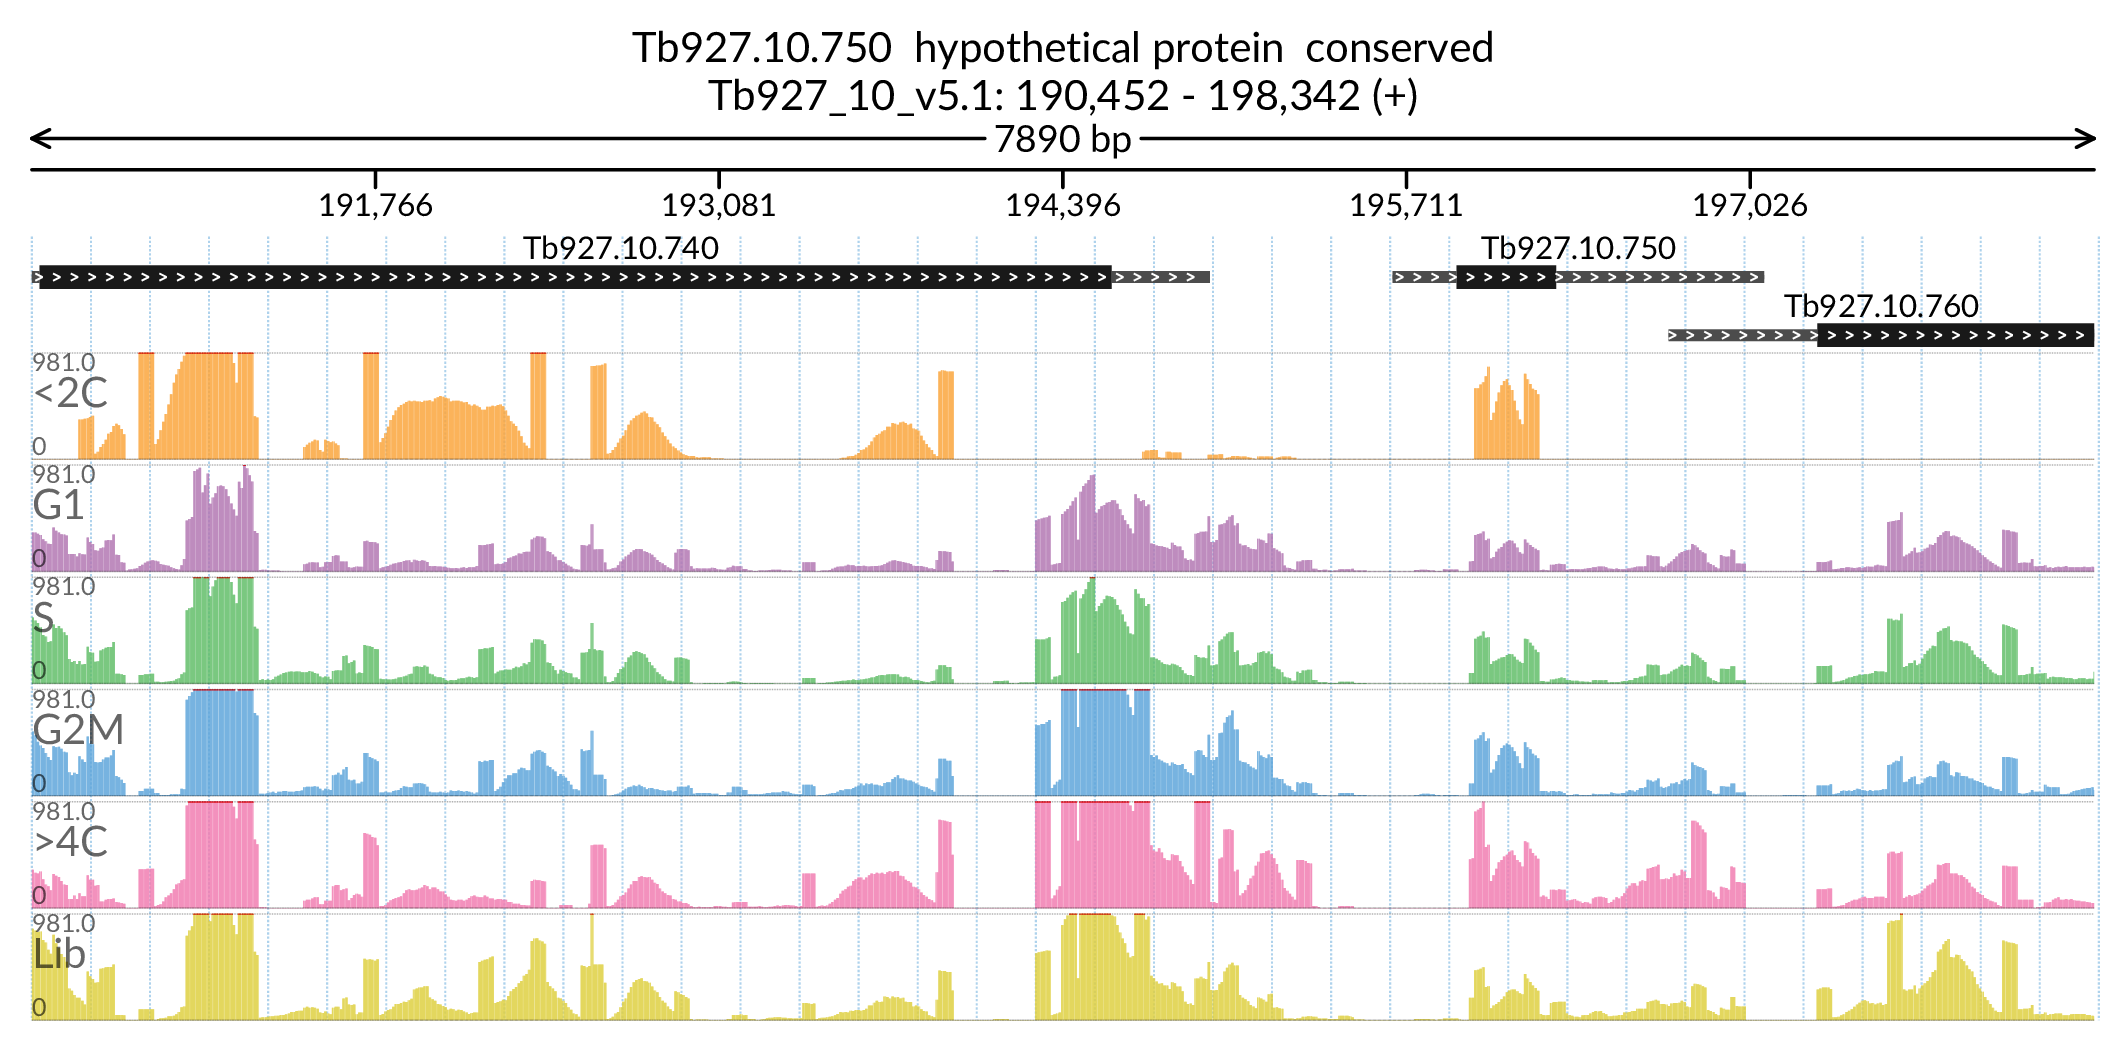 Tb927.10.750  hypothetical protein  conserved
Tb927_10_v5.1: 190,452 - 198,342 (+)
7890 bp
191,766 193,081 194,396 195,711 197,026
Tb927.10.740 Tb927.10.750
Tb927.10.760
981.0
<2C
0
981.0
G1
0
981.0
S
0
981.0
G2M
0
981.0
>4C
0
981.0
Lib
0